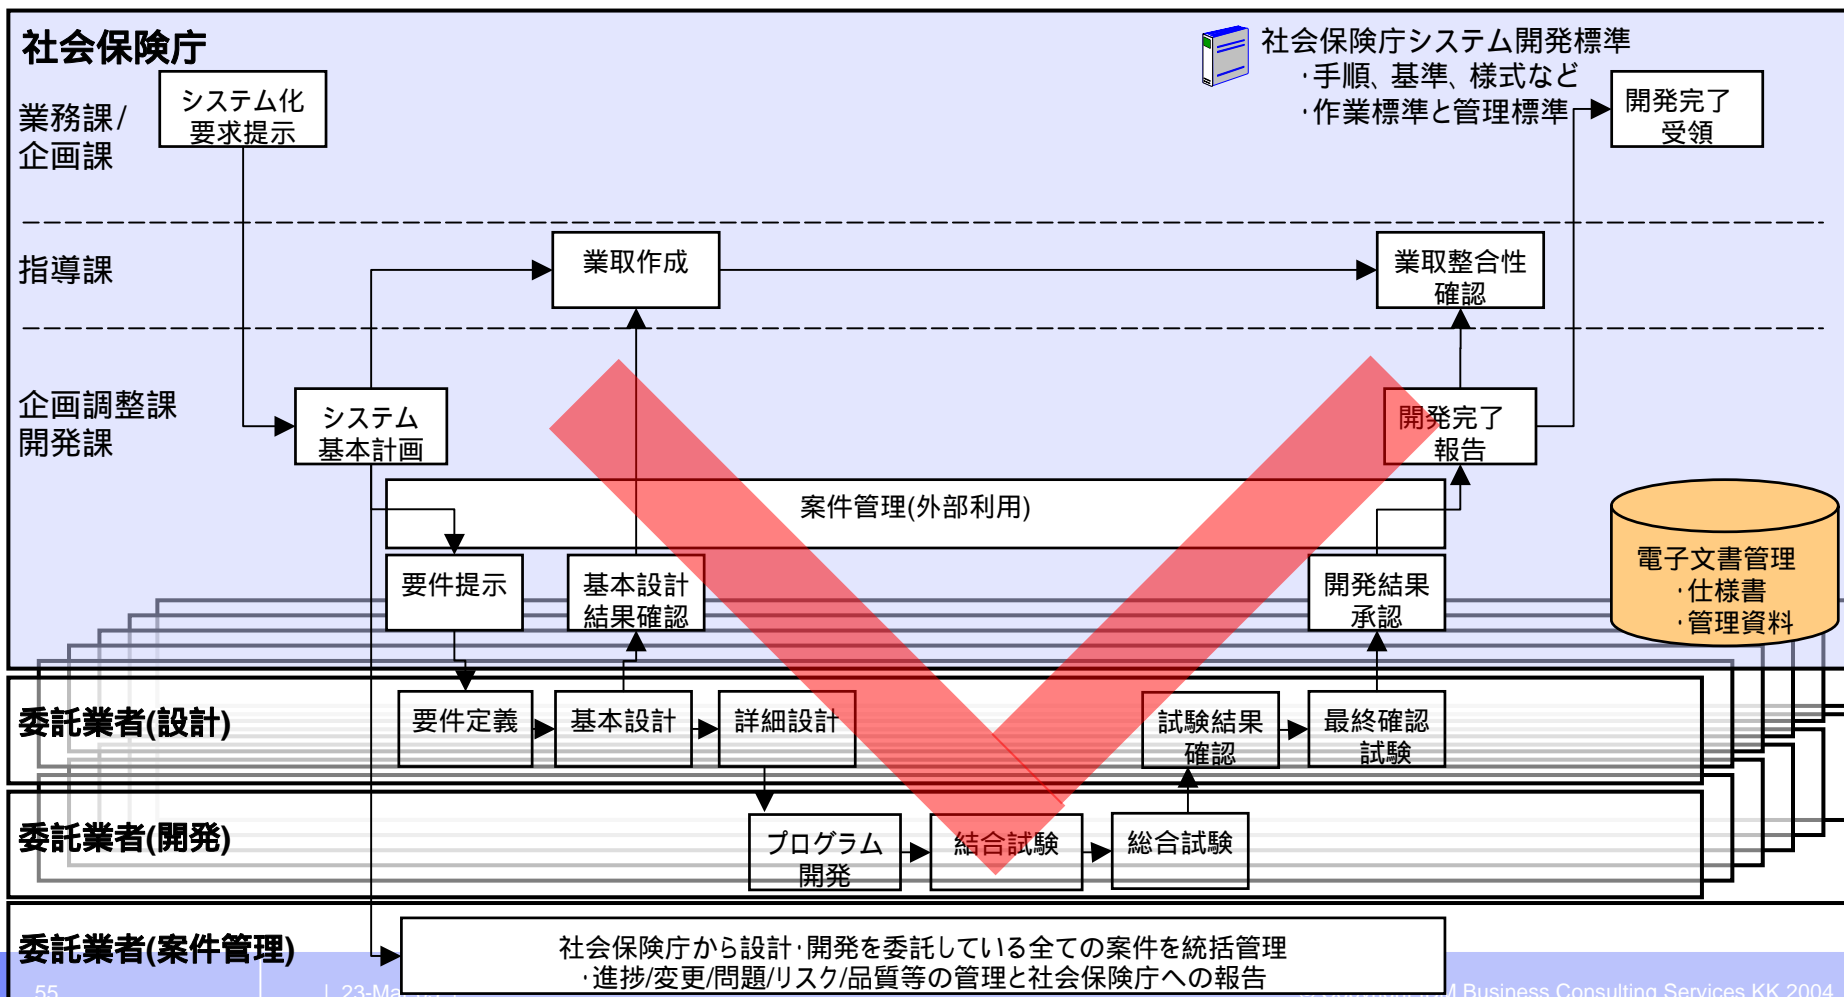 社会保険庁
社会保険庁システム開発標準
・手順、基準、様式など
・作業標準と管理標準
業務課/
企画課
システム化
要求提示
開発完了
受領
指導課
業取作成
業取整合性
確認
企画調整課
開発課
システム
基本計画
開発完了
報告
案件管理(外部利用)
要件提示
基本設計
結果確認
開発結果
承認
電子文書管理
・仕様書
・管理資料
委託業者(設計)
要件定義
基本設計
詳細設計
試験結果
確認
最終確認
試験
委託業者(開発)
プログラム
開発
結合試験
総合試験
委託業者(案件管理)
社会保険庁から設計・開発を委託している全ての案件を統括管理
・進捗/変更/問題/リスク/品質等の管理と社会保険庁への報告
55
| 23-Ma
M Business Consulting Services KK 2004